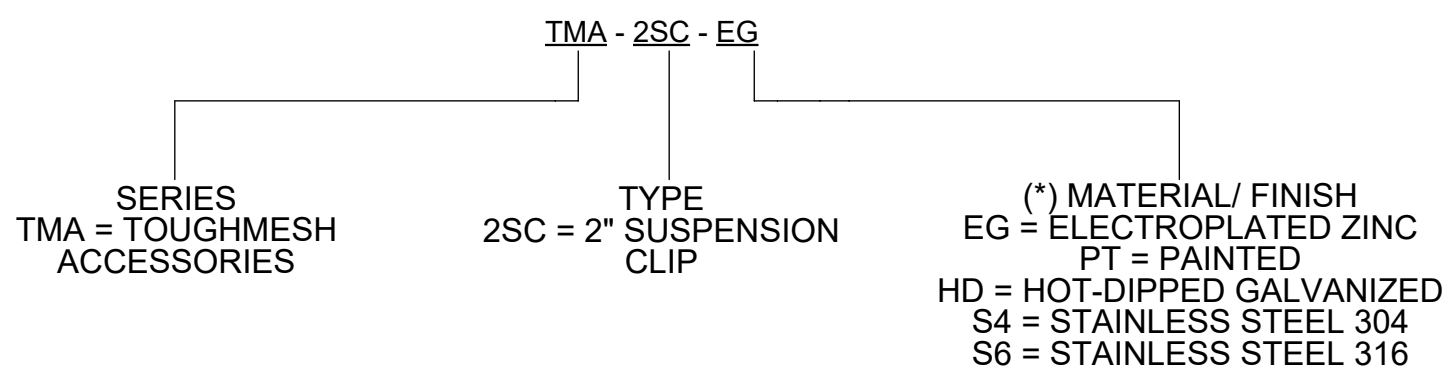 TMA - 2SC - EG
SERIES
TMA = TOUGHMESH
ACCESSORIES
TYPE
2SC = 2" SUSPENSION
CLIP
(*) MATERIAL/ FINISH
EG = ELECTROPLATED ZINC
PT = PAINTED
HD = HOT-DIPPED GALVANIZED
S4 = STAINLESS STEEL 304
S6 = STAINLESS STEEL 316